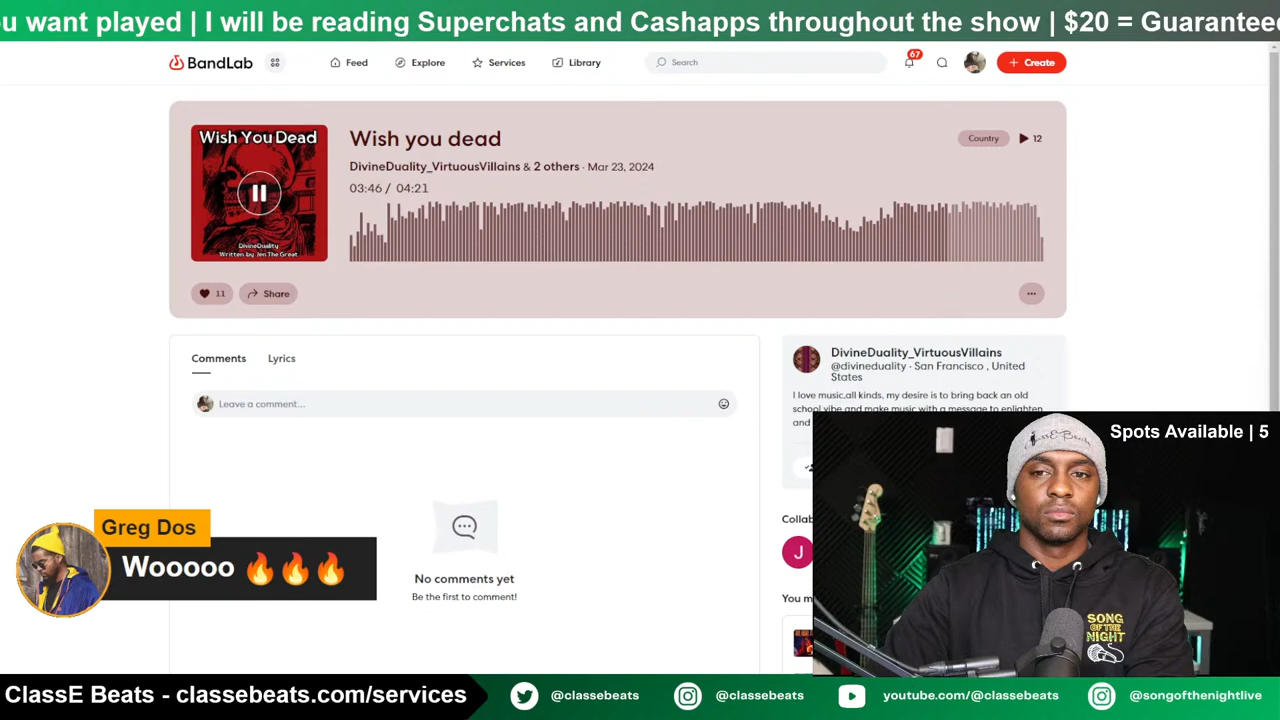 u want played | I will be reading Superchats and Cashapps throughout the show | $20 = Guaranteed
BandLab
Feed
Explore
Services
Library
Search
67
Create
Wish You Dead
DivineDuality
Written by Jen The Great
Wish you dead
DivineDuality_VirtuousVillains & 2 others · Mar 23, 2024
03:46 / 04:21
Country
12
11
Share
Comments
Lyrics
Leave a comment...
No comments yet
Be the first to comment!
DivineDuality_VirtuousVillains
@divineduality · San Francisco , United
States
I love music,all kinds, my desire is to bring back an old
school vibe and make music with a message to enlighten
and
Collab
J
You m
Spots Available | 5
ClassE Beats
SONG
OF THE
NIGHT
Greg Dos
Wooooo 🔥🔥🔥
ClassE Beats - classebeats.com/services
@classebeats
@classebeats
youtube.com/@classebeats
@songofthenightlive